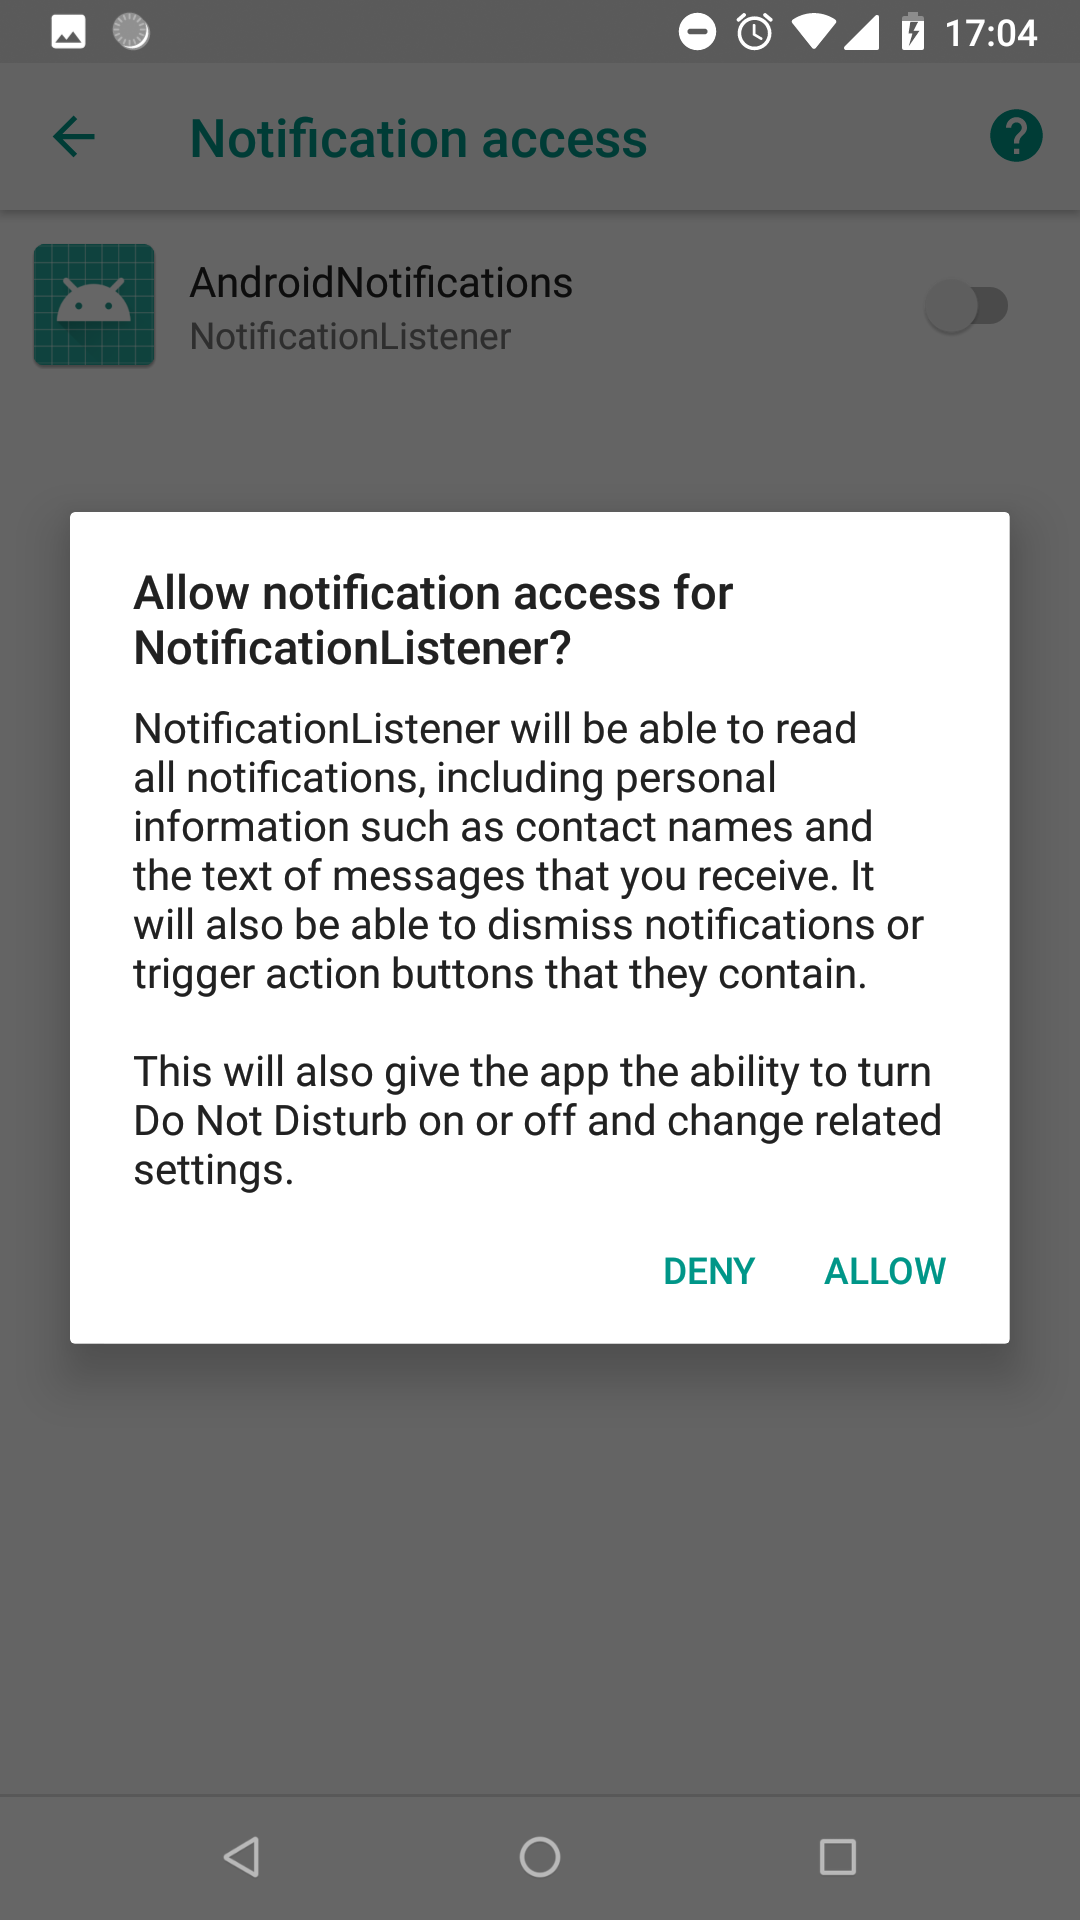 17:04
Notification access
AndroidNotifications
NotificationListener
Allow notification access for
NotificationListener?
NotificationListener will be able to read
all notifications, including personal
information such as contact names and
the text of messages that you receive. It
will also be able to dismiss notifications or
trigger action buttons that they contain.
This will also give the app the ability to turn
Do Not Disturb on or off and change related
settings.
DENY ALLOW